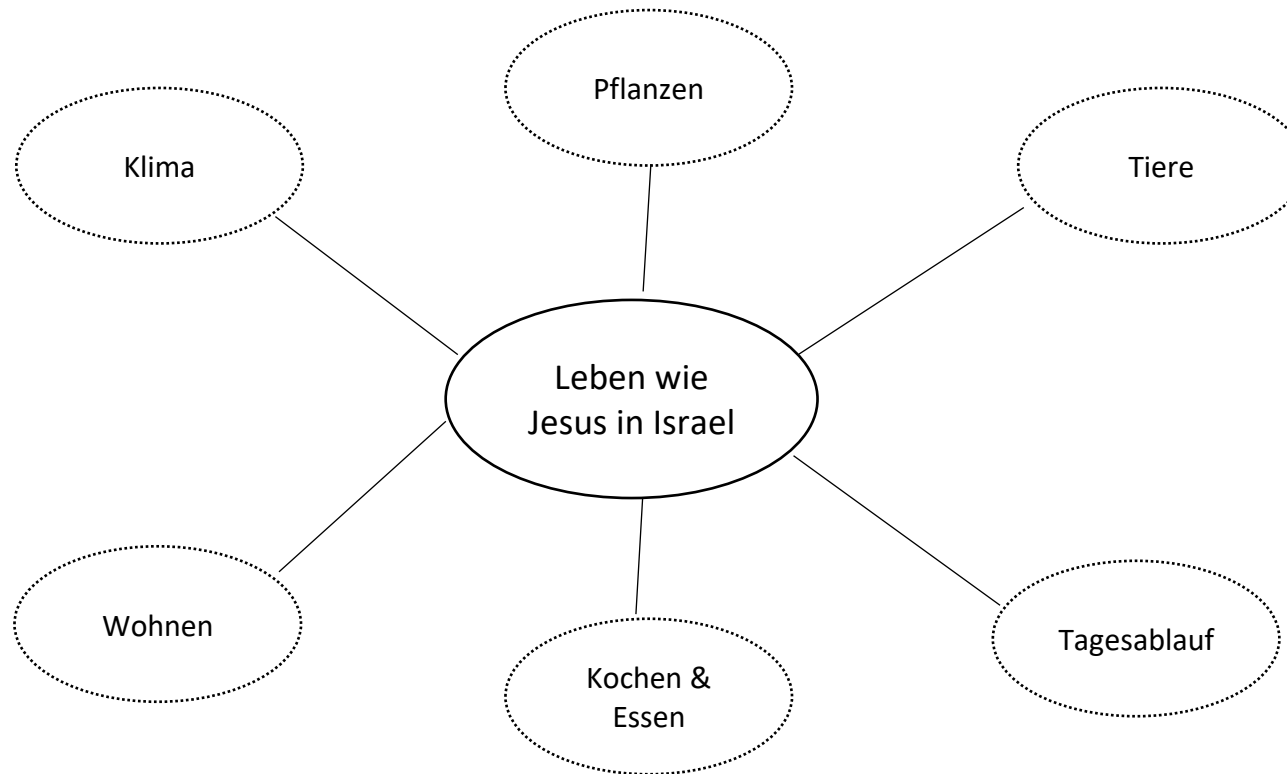 Pflanzen
Klima
Tiere
Leben wie
Jesus in Israel
Wohnen
Tagesablauf
Kochen &
Essen